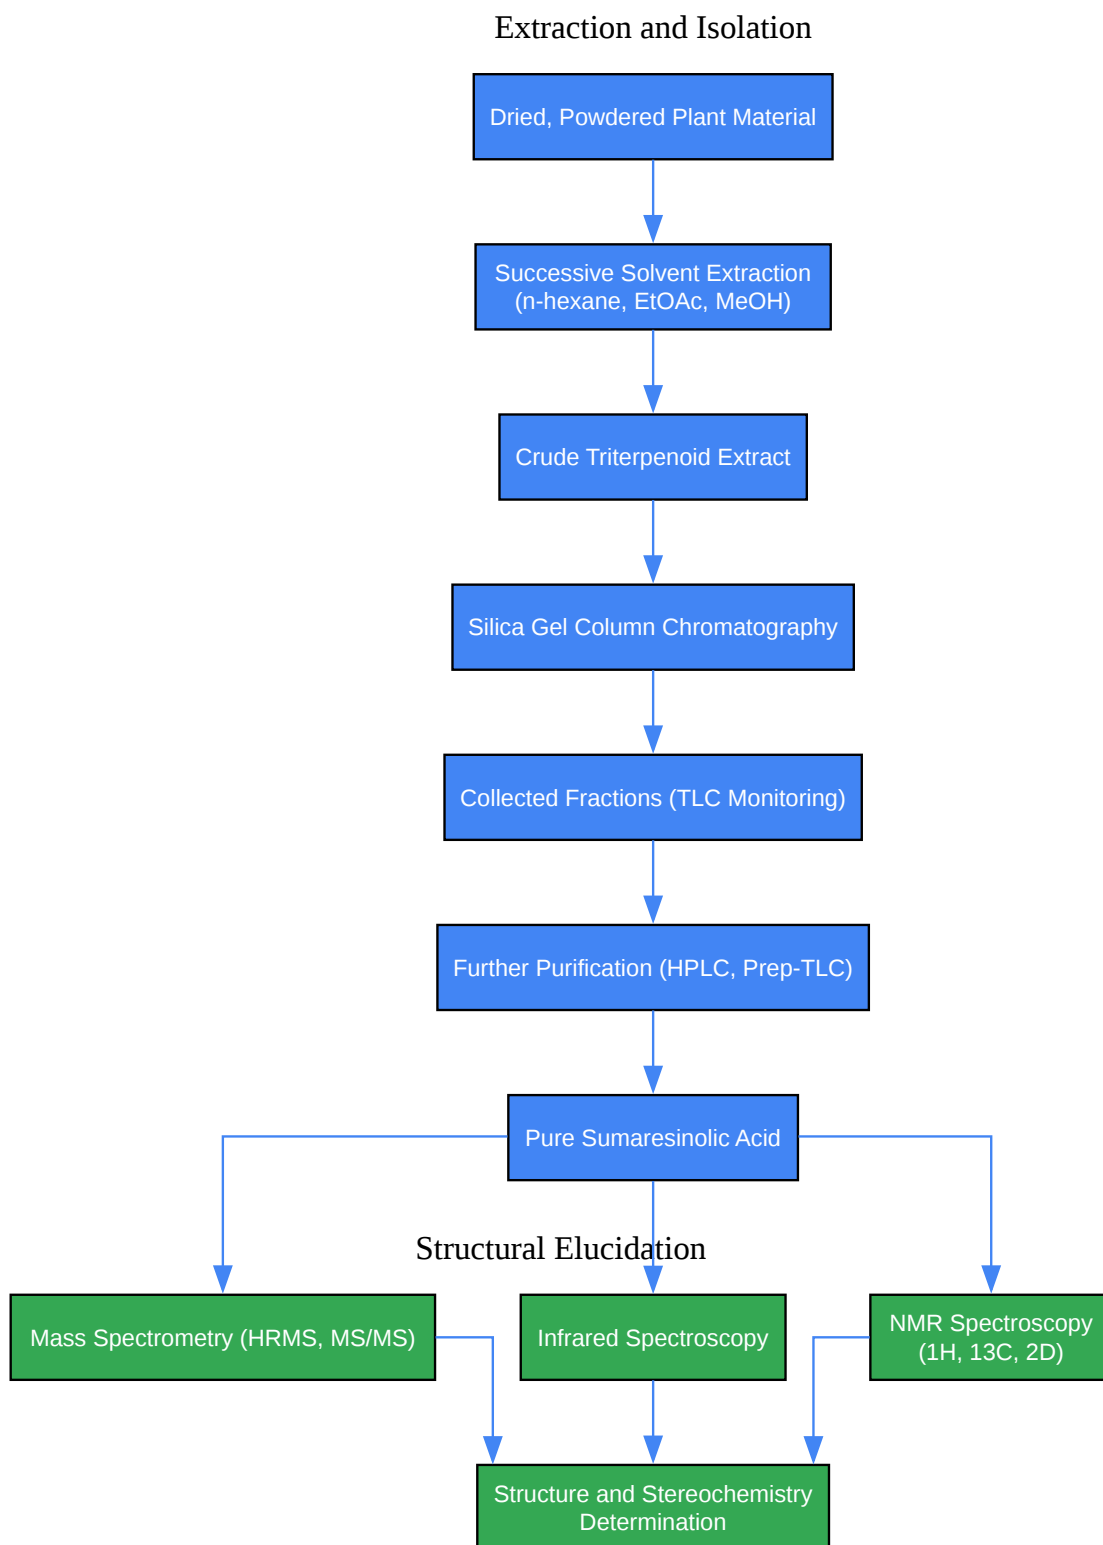 Extraction and Isolation
Dried, Powdered Plant Material
Successive Solvent Extraction
(n-hexane, EtOAc, MeOH)
Crude Triterpenoid Extract
Silica Gel Column Chromatography
Collected Fractions (TLC Monitoring)
Further Purification (HPLC, Prep-TLC)
Pure Sumaresinolic Acid
Structural Elucidation
Mass Spectrometry (HRMS, MS/MS)
Infrared Spectroscopy
NMR Spectroscopy
(1H, 13C, 2D)
Structure and Stereochemistry
Determination